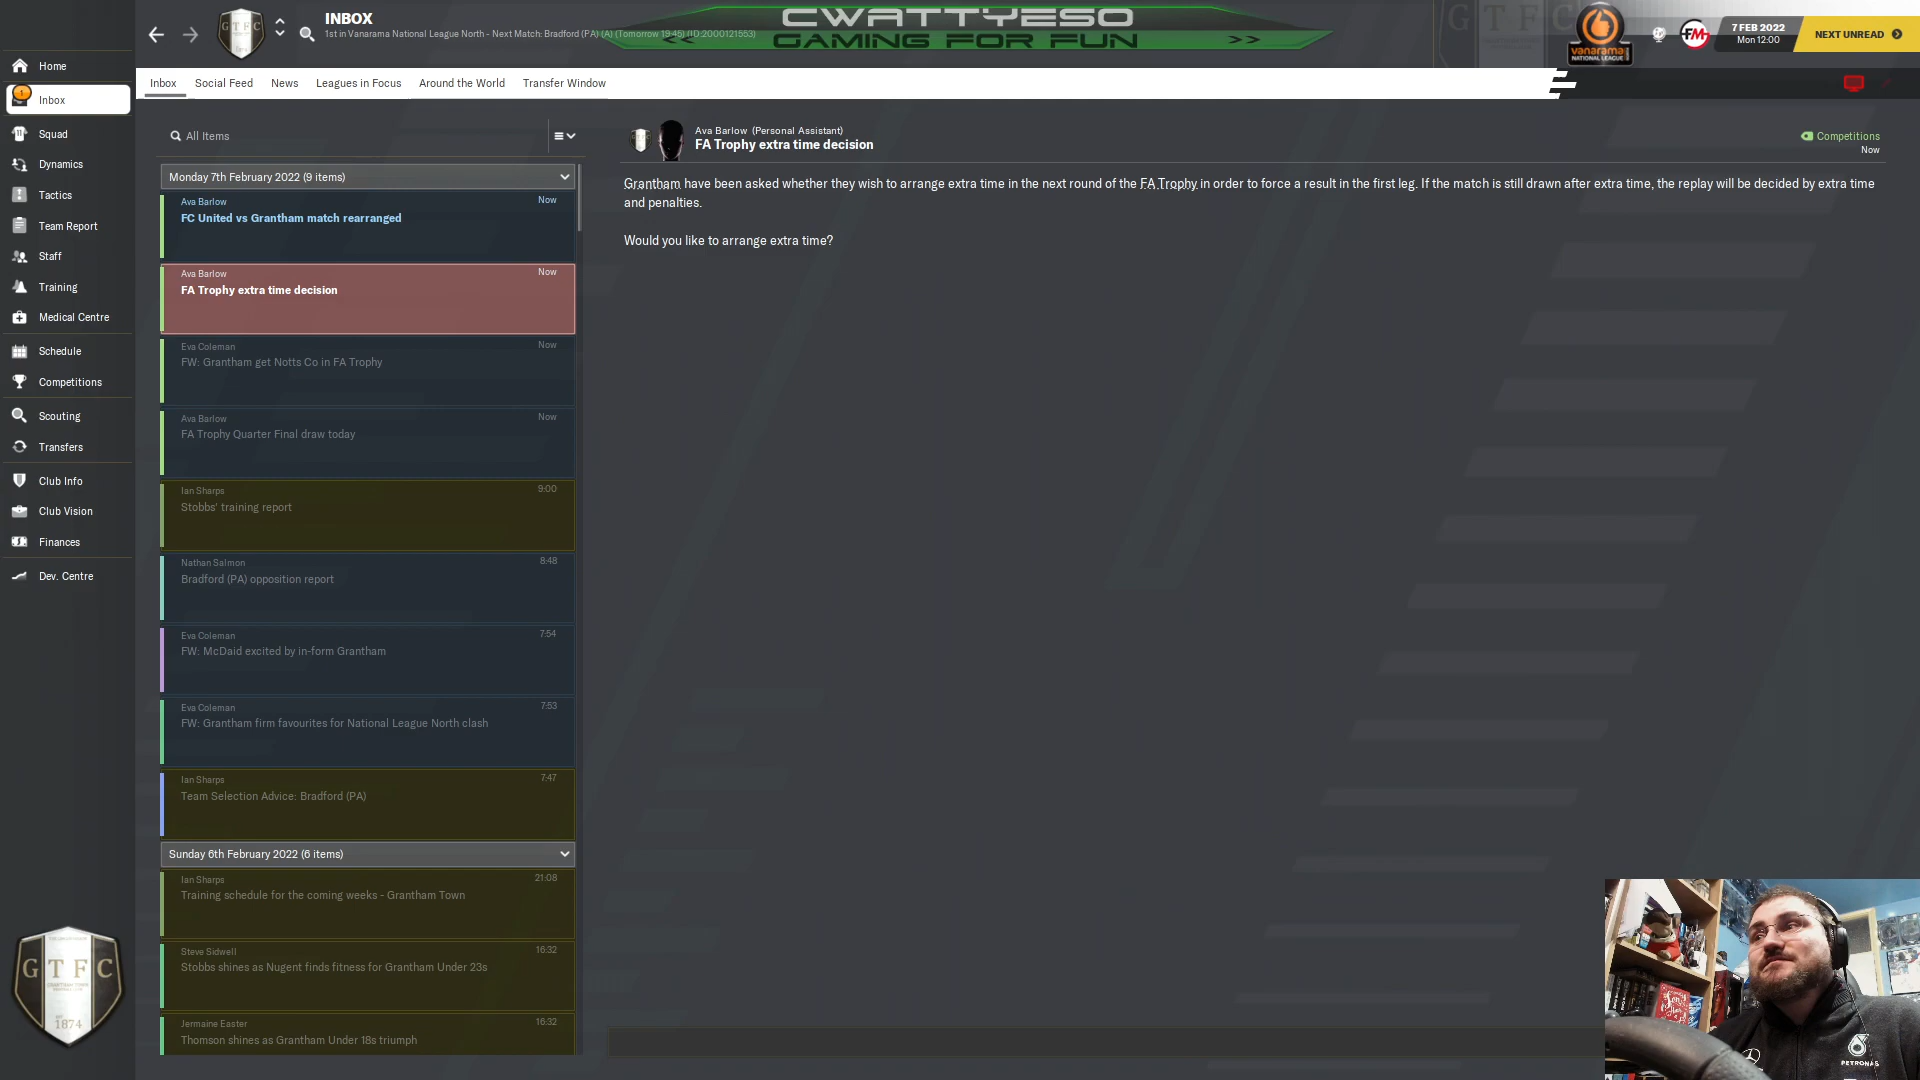 INBOX
1st in Vanarama National League North - Next Match: Bradford (PA) (A) (Tomorrow 19:45) (ID:2000121553)
CWATTYESO
GAMING FOR FUN
GTFC
vanarama
NATIONAL LEAGUE
FM
7 FEB 2022
Mon 12:00
NEXT UNREAD
Home
Inbox
1
Squad
Dynamics
Tactics
Team Report
Staff
Training
Medical Centre
Schedule
Competitions
Scouting
Transfers
Club Info
Club Vision
Finances
Dev. Centre
GTFC
GRANTHAM TOWN
1874
Inbox
Social Feed
News
Leagues in Focus
Around the World
Transfer Window
All Items
Monday 7th February 2022 (9 items)
Ava Barlow
Now
FC United vs Grantham match rearranged
Ava Barlow
Now
FA Trophy extra time decision
Eva Coleman
Now
FW: Grantham get Notts Co in FA Trophy
Ava Barlow
Now
FA Trophy Quarter Final draw today
Ian Sharps
9:00
Stobbs' training report
Nathan Salmon
8:48
Bradford (PA) opposition report
Eva Coleman
7:54
FW: McDaid excited by in-form Grantham
Eva Coleman
7:53
FW: Grantham firm favourites for National League North clash
Ian Sharps
7:47
Team Selection Advice: Bradford (PA)
Sunday 6th February 2022 (6 items)
Ian Sharps
21:08
Training schedule for the coming weeks - Grantham Town
Steve Sidwell
16:32
Stobbs shines as Nugent finds fitness for Grantham Under 23s
Jermaine Easter
16:32
Thomson shines as Grantham Under 18s triumph
Ava Barlow (Personal Assistant)
FA Trophy extra time decision
Competitions
Now
Grantham have been asked whether they wish to arrange extra time in the next round of the FA Trophy in order to force a result in the first leg. If the match is still drawn after extra time, the replay will be decided by extra time
and penalties.
Would you like to arrange extra time?
PETRONAS